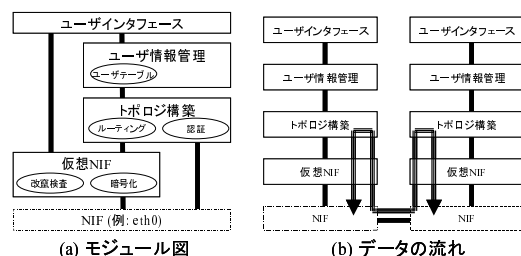 ユーザインタフェース
ユーザ情報管理
ユーザテーブル
トポロジ構築
ルーティング
認証
仮想NIF
改竄検査
暗号化
NIF (例: eth0)
(a) モジュール図
ユーザインタフェース
ユーザインタフェース
ユーザ情報管理
ユーザ情報管理
トポロジ構築
トポロジ構築
仮想NIF
仮想NIF
NIF
NIF
(b) データの流れ